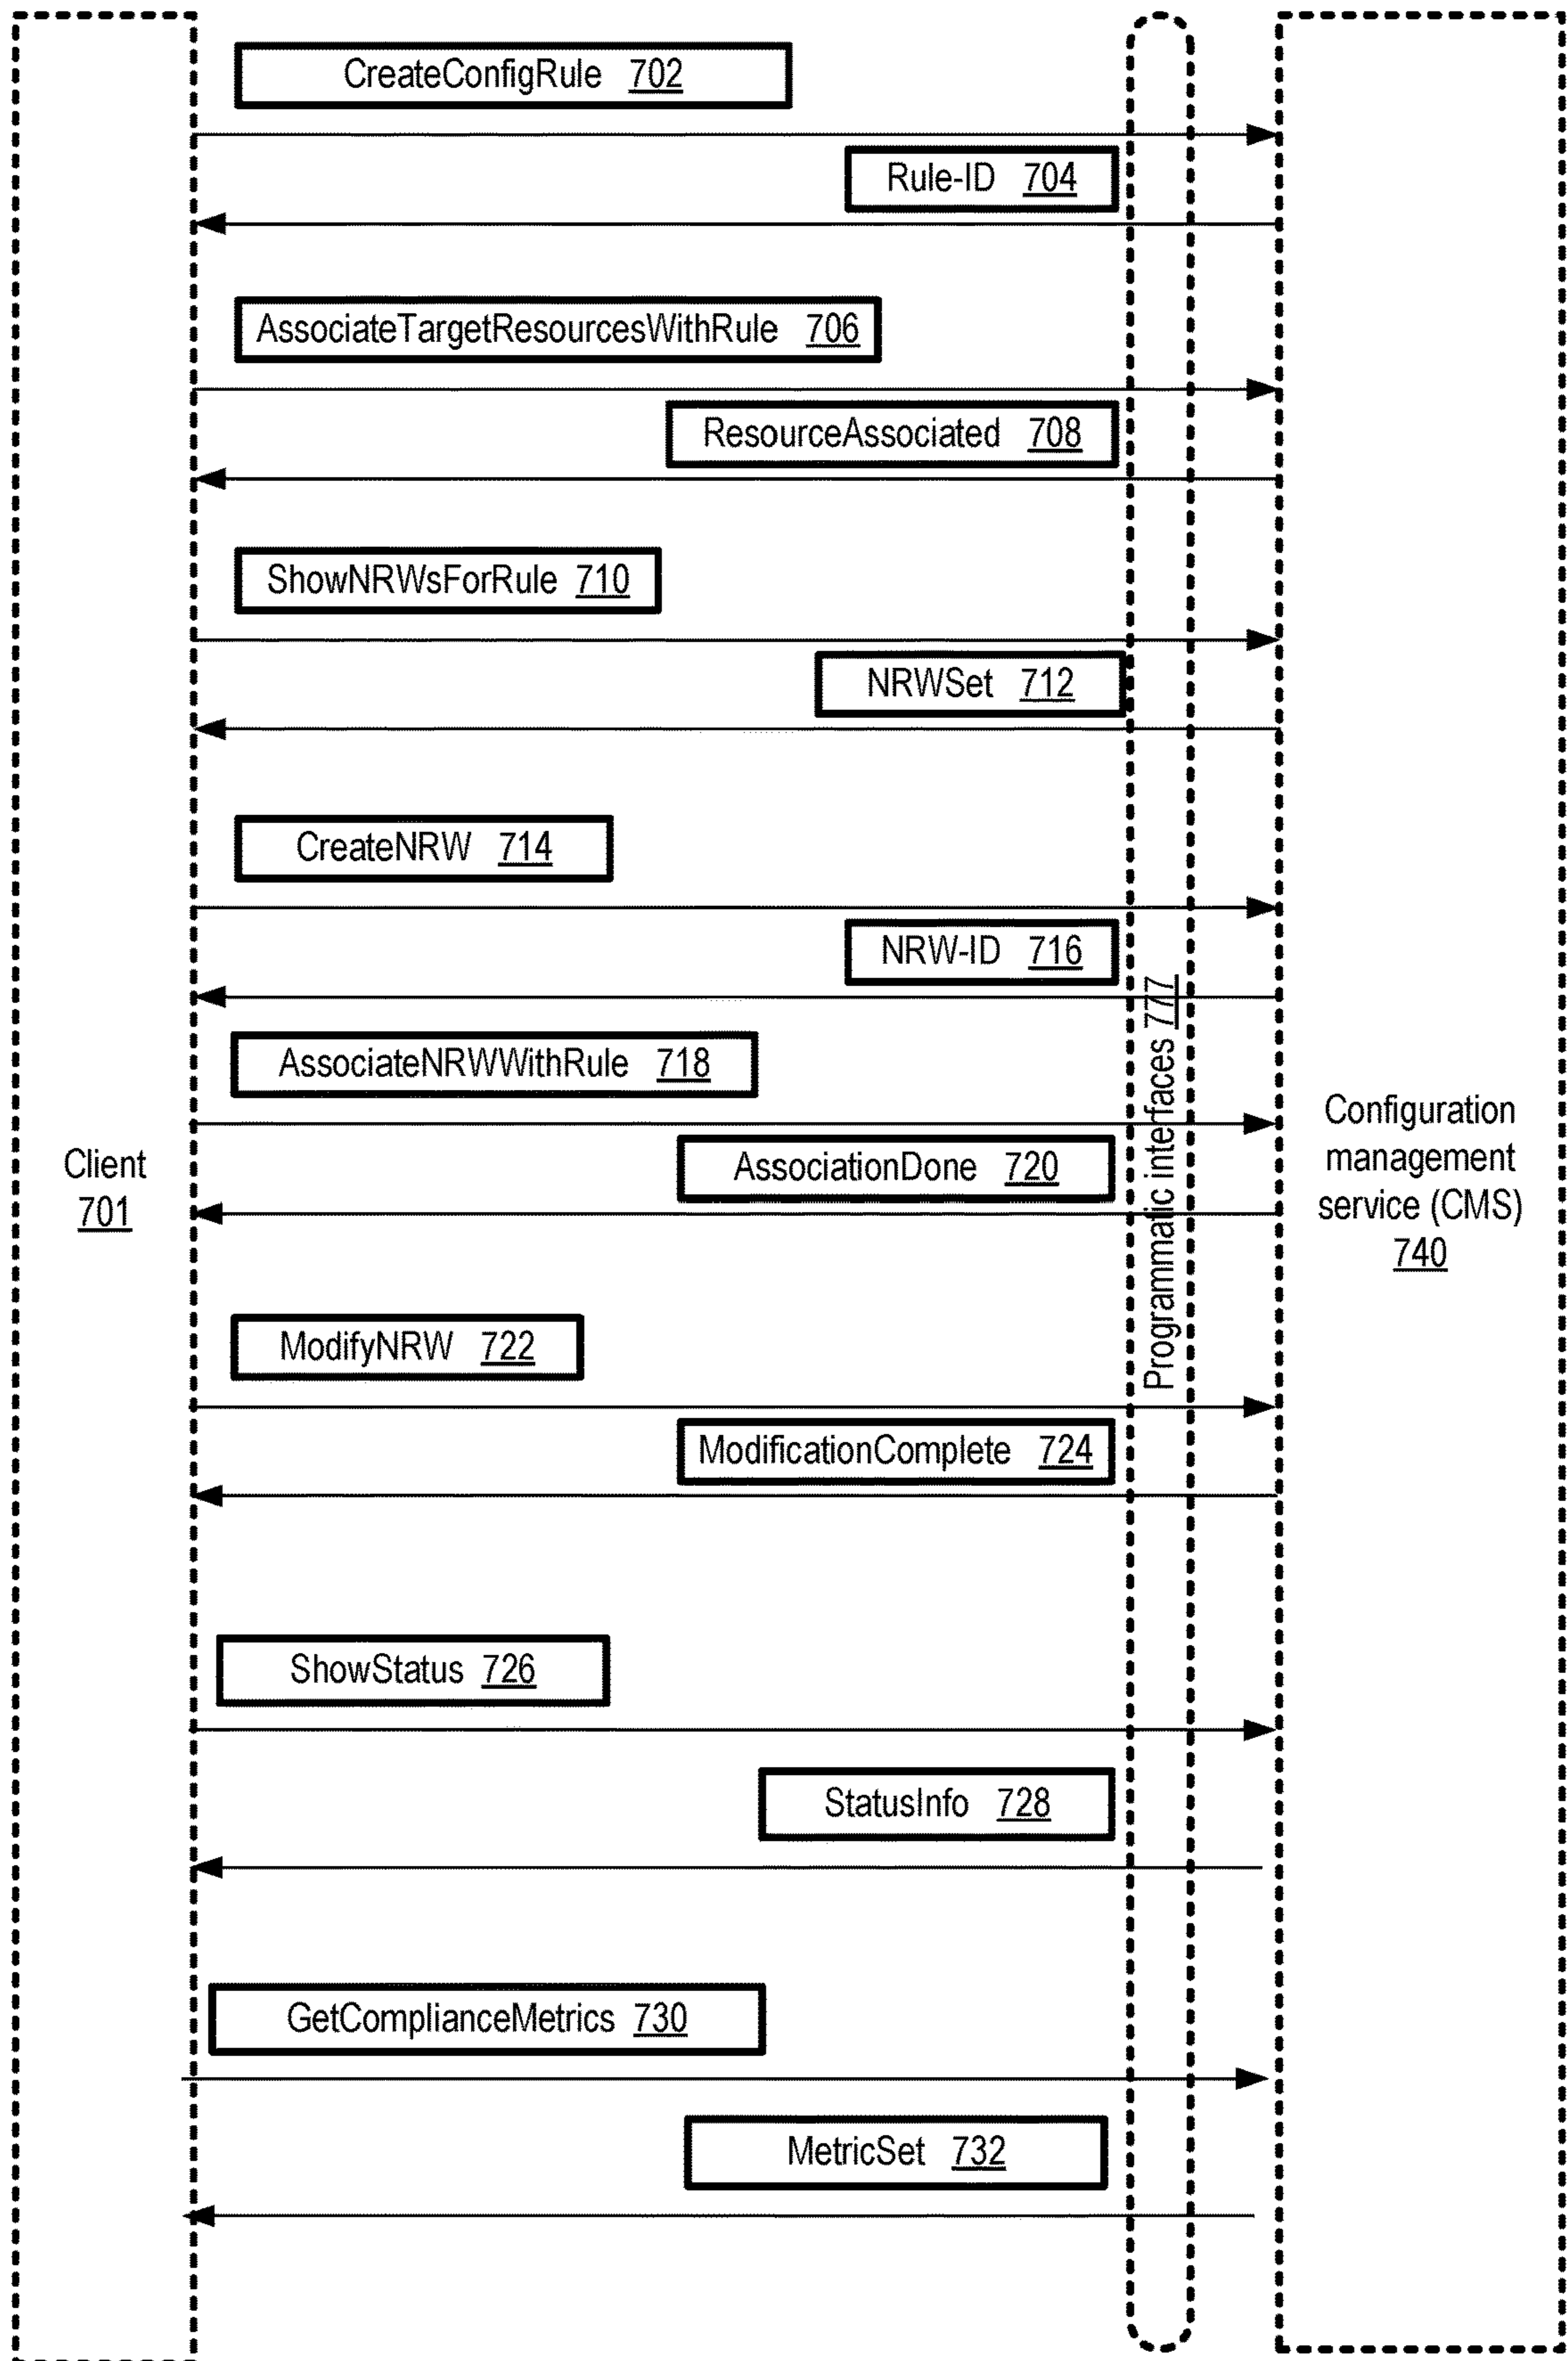 CreateConfigRule 702
Rule-ID 704
AssociateTargetResourcesWithRule 706
ResourceAssociated 708
ShowNRWsForRule 710
NRWSet 712
CreateNRW 714
NRW-ID 716
AssociateNRWWithRule 718
AssociationDone 720
Client
701
Programmatic interfaces 777
Configuration
management
service (CMS)
740
ModifyNRW 722
ModificationComplete 724
ShowStatus 726
StatusInfo 728
GetComplianceMetrics 730
MetricSet 732